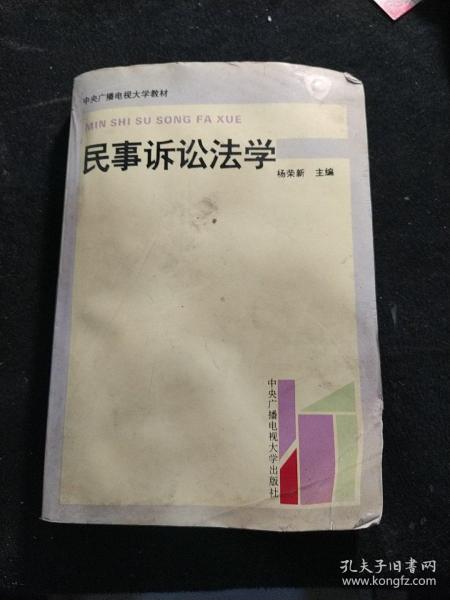 中央广播电视大学教材
MIN SHI SU SONG FA XUE
民事诉讼法学
杨荣新 主编
中央广播电视大学出版社
孔夫子旧书网
www.kongfz.com